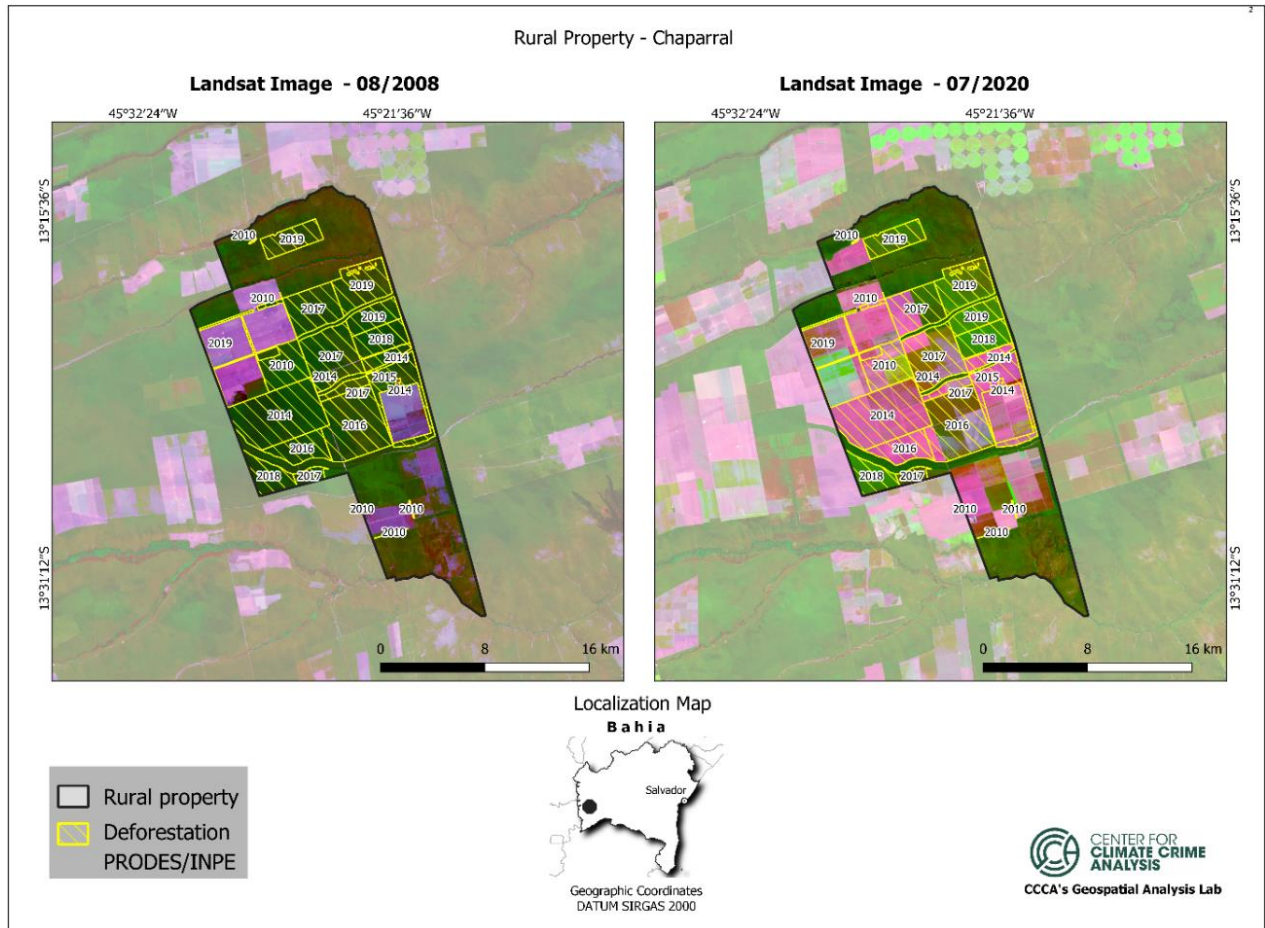 2
Rural Property - Chaparral
Landsat Image - 08/2008
45°32'24"W
45°21'36"W
13°15'36"S
13°31'12"S
2010
2019
2019
2010
2017
2019
2019
2018
2010
2017
2014
2014
2015
2017
2014
2014
2016
2016
2018
2017
2010
2010
2010
0
8
16 km
Landsat Image - 07/2020
45°32'24"W
45°21'36"W
13°15'36"S
13°31'12"S
2010
2019
2019
2010
2017
2019
2019
2018
2010
2017
2014
2014
2015
2017
2014
2014
2016
2016
2018
2017
2010
2010
2010
0
8
16 km
Localization Map
Bahia
Salvador
Geographic Coordinates
DATUM SIRGAS 2000
Rural property
Deforestation
PRODES/INPE
CENTER FOR
CLIMATE CRIME
ANALYSIS
CCCA's Geospatial Analysis Lab